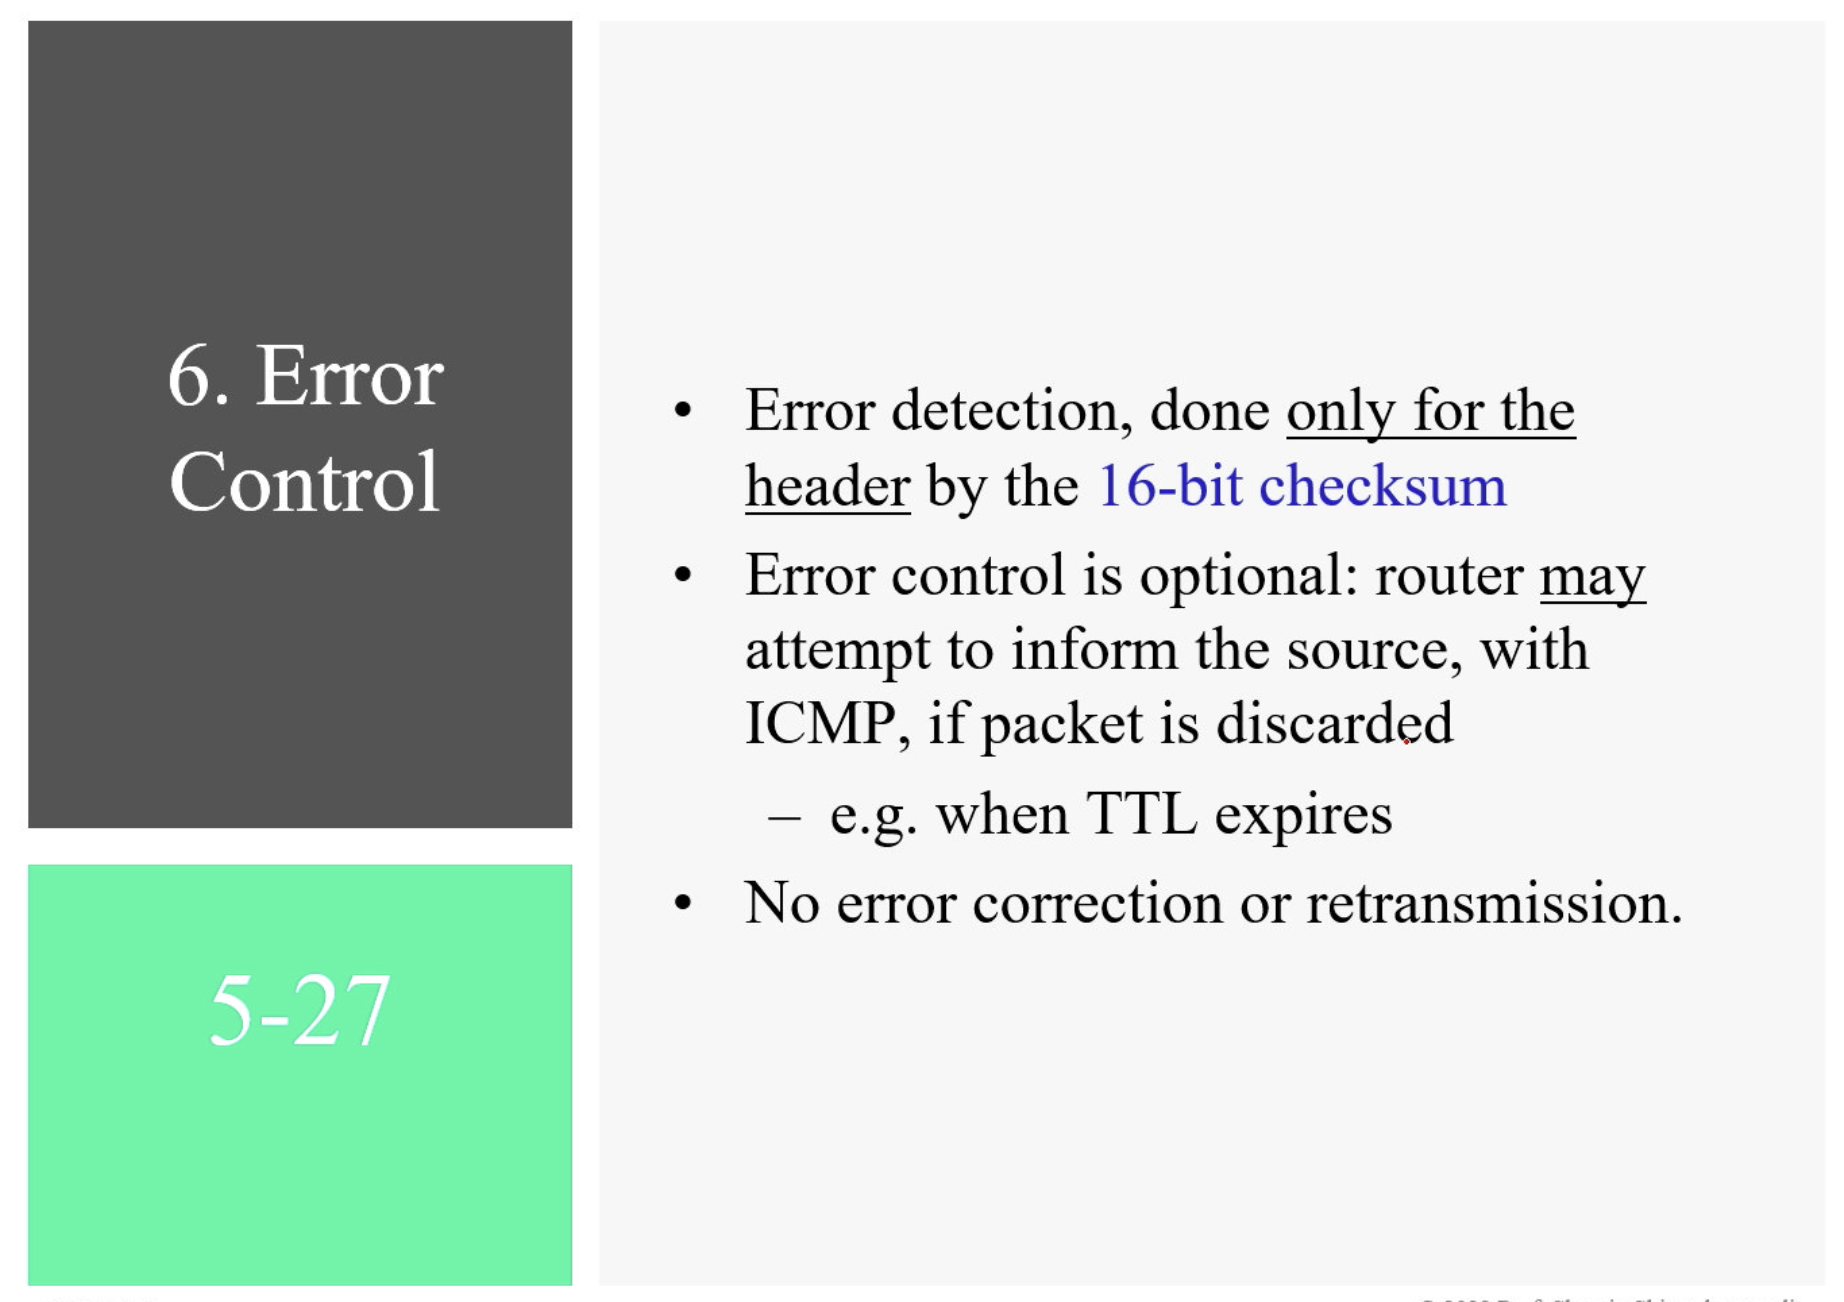 6. Error
Control
5-27
• Error detection, done only for the
header by the 16-bit checksum
• Error control is optional: router may
attempt to inform the source, with
ICMP, if packet is discarded
– e.g. when TTL expires
• No error correction or retransmission.